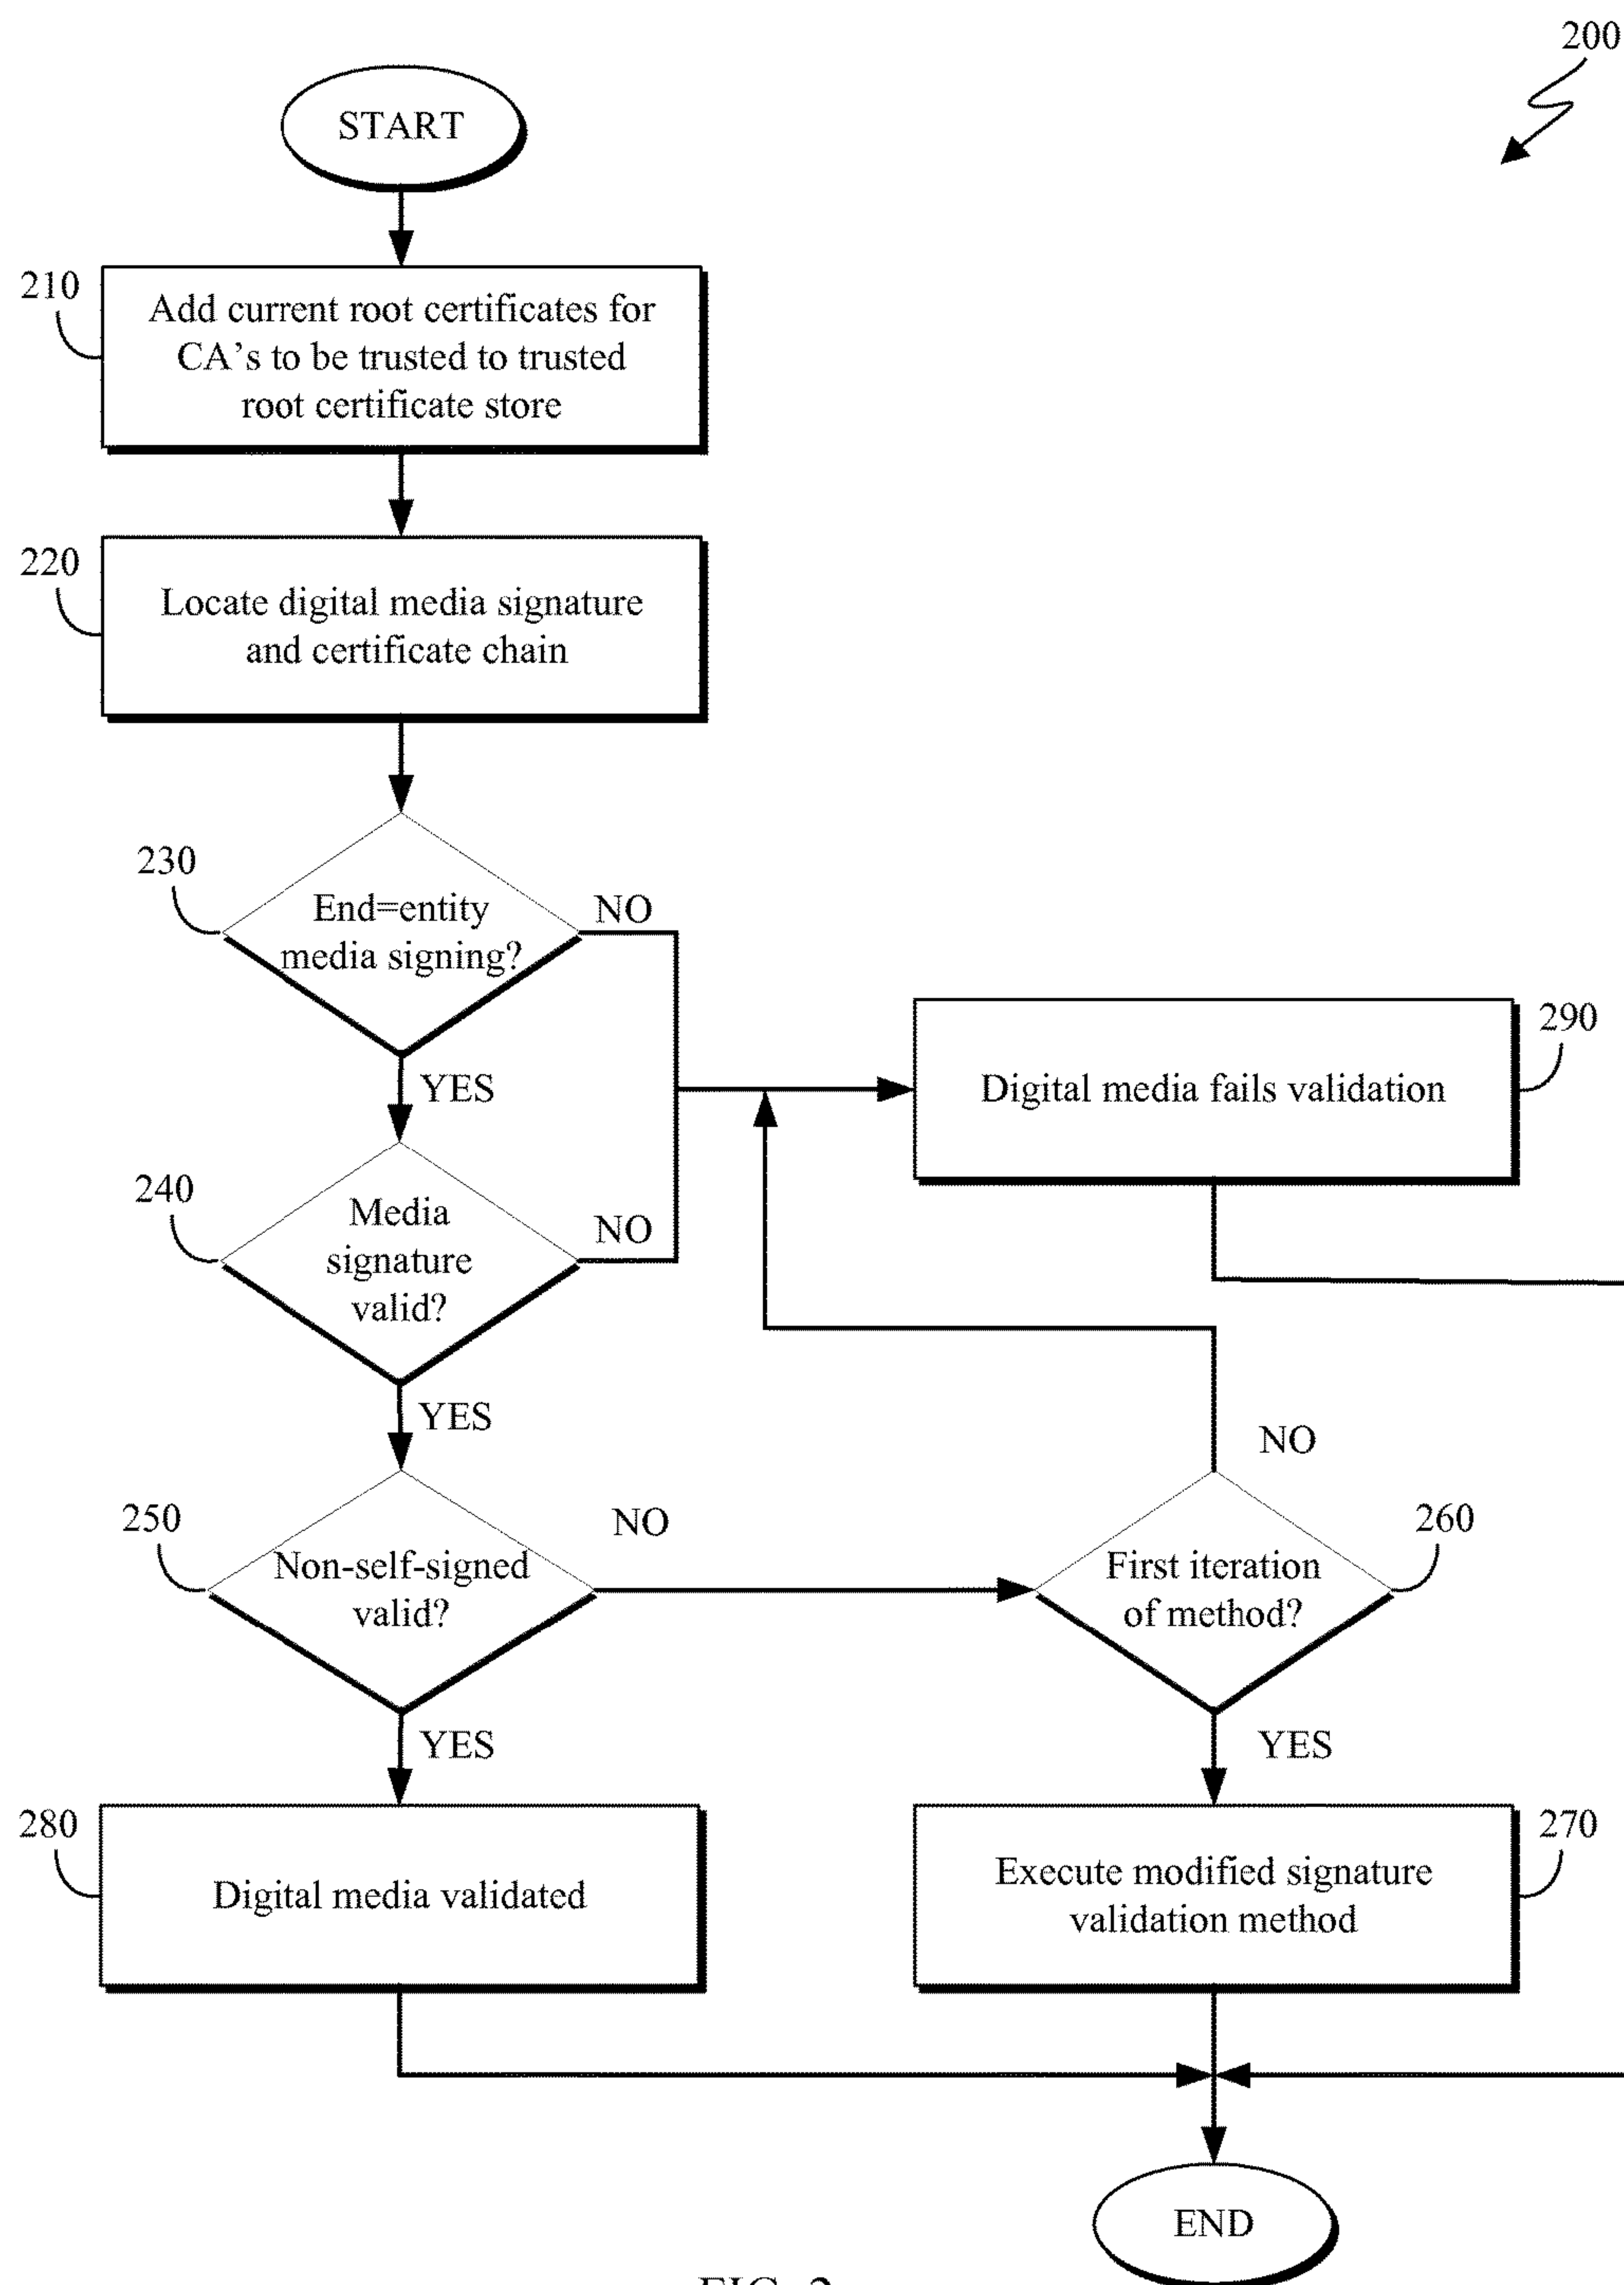 200
START
210
Add current root certificates for
CA's to be trusted to trusted
root certificate store
220
Locate digital media signature
and certificate chain
230
End=entity
media signing?
NO
YES
290
Digital media fails validation
240
Media
signature
valid?
NO
YES
NO
250
Non-self-signed
valid?
NO
260
First iteration
of method?
YES
YES
280
Digital media validated
270
Execute modified signature
validation method
END
FIG. 2